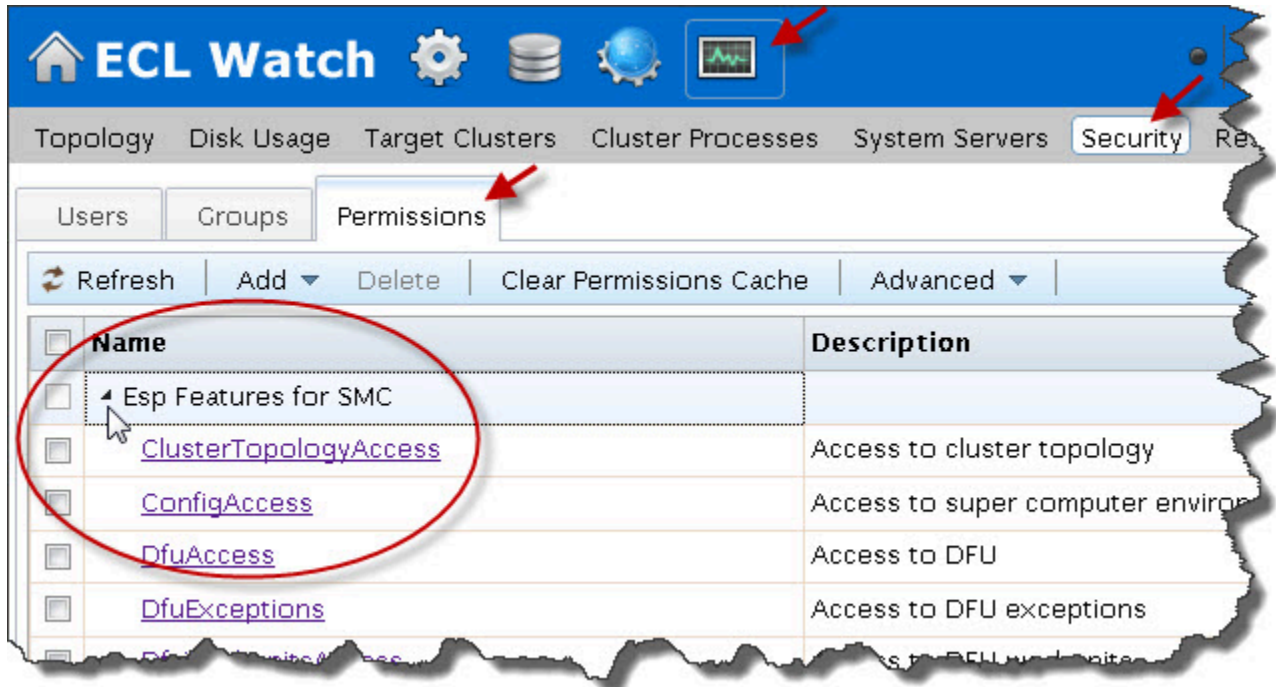 ECL Watch
Topology Disk Usage Target Clusters Cluster Processes System Servers Security
Users Groups Permissions
Refresh Add Delete Clear Permissions Cache Advanced
Name Description
Esp Features for SMC
ClusterTopologyAccess Access to cluster topology
ConfigAccess Access to super computer environ
DfuAccess Access to DFU
DfuExceptions Access to DFU exceptions